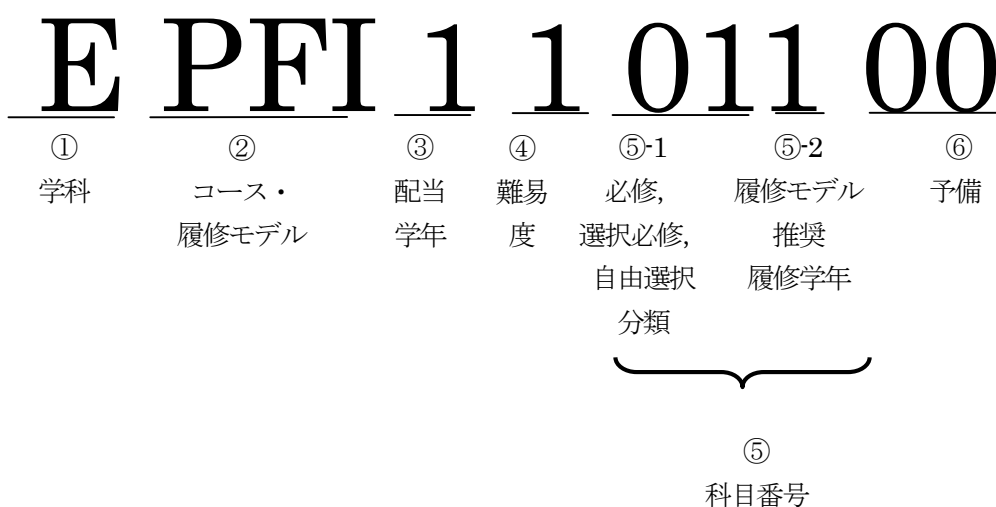 E PFI 1 1 011 00
① ② ③ ④ ⑤-1 ⑤-2 ⑥
学科 コース・ 配当 難易 必修, 履修モデル 予備
履修モデル 学年 度 選択必修, 推奨
自由選択 履修学年
分類
⑤
科目番号